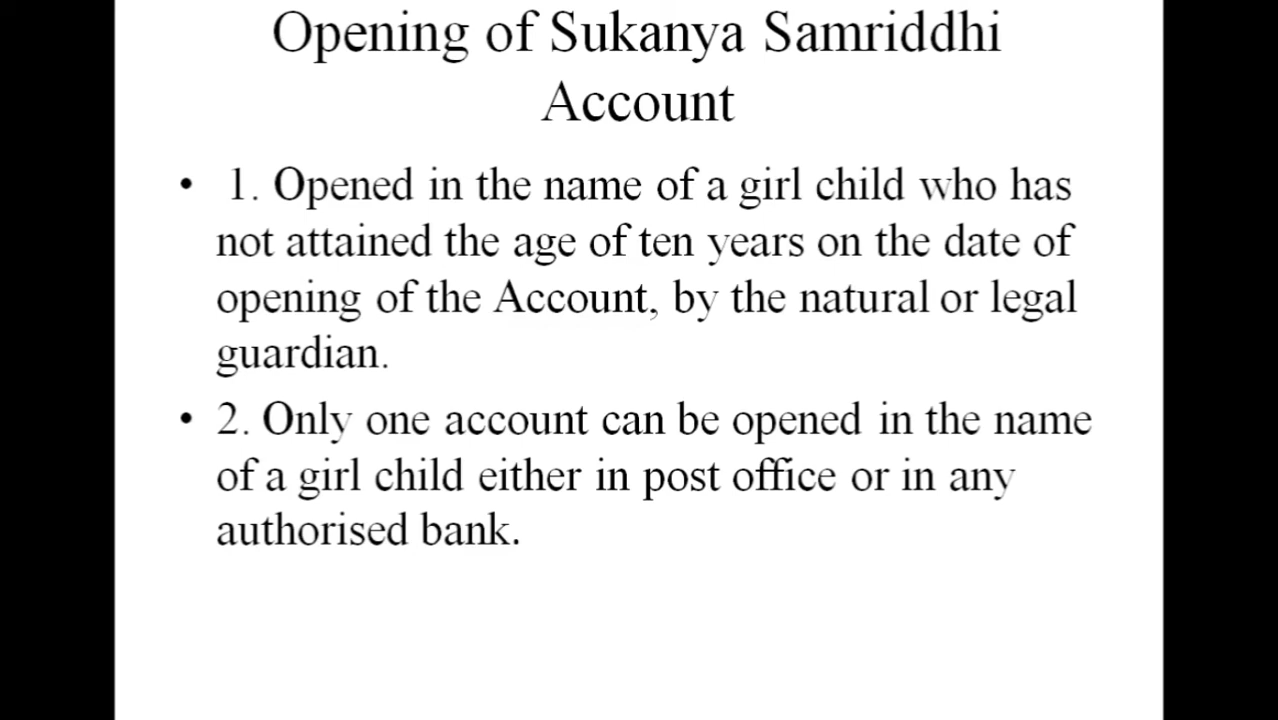 Opening of Sukanya Samriddhi
Account
• 1. Opened in the name of a girl child who has
not attained the age of ten years on the date of
opening of the Account, by the natural or legal
guardian.
• 2. Only one account can be opened in the name
of a girl child either in post office or in any
authorised bank.